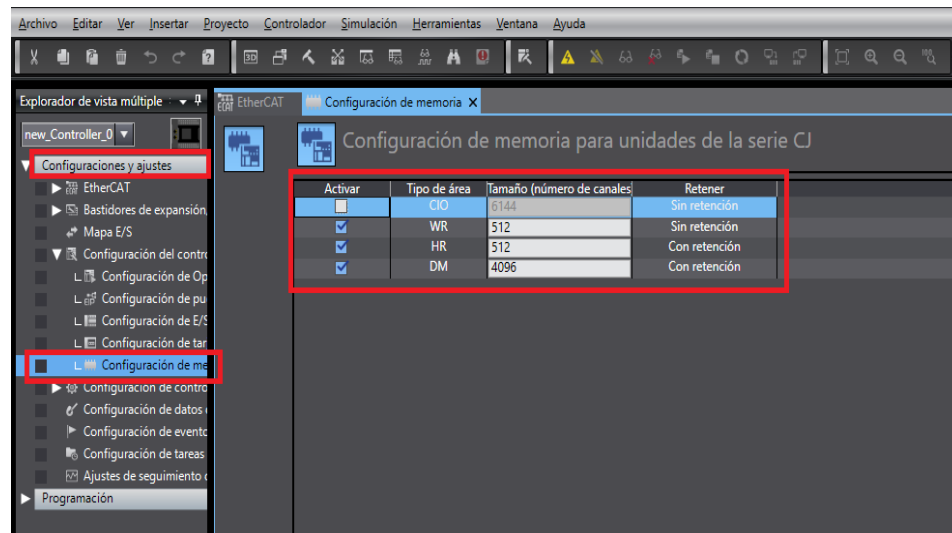 Archivo Editar Ver Insertar Proyecto Controlador Simulación Herramientas Ventana Ayuda
3D
Explorador de vista múltiple
new_Controller_0
Configuraciones y ajustes
EtherCAT
Bastidores de expansión,
Mapa E/S
Configuración del contro
Configuración de Op
Configuración de pu
Configuración de E/S
Configuración de tar
Configuración de me
Configuración de contro
Configuración de datos
Configuración de evento
Configuración de tareas
Ajustes de seguimiento
Programación
EtherCAT Configuración de memoria
Configuración de memoria para unidades de la serie CJ
Activar Tipo de área Tamaño (número de canales Retener
CIO 6144 Sin retención
WR 512 Sin retención
HR 512 Con retención
DM 4096 Con retención